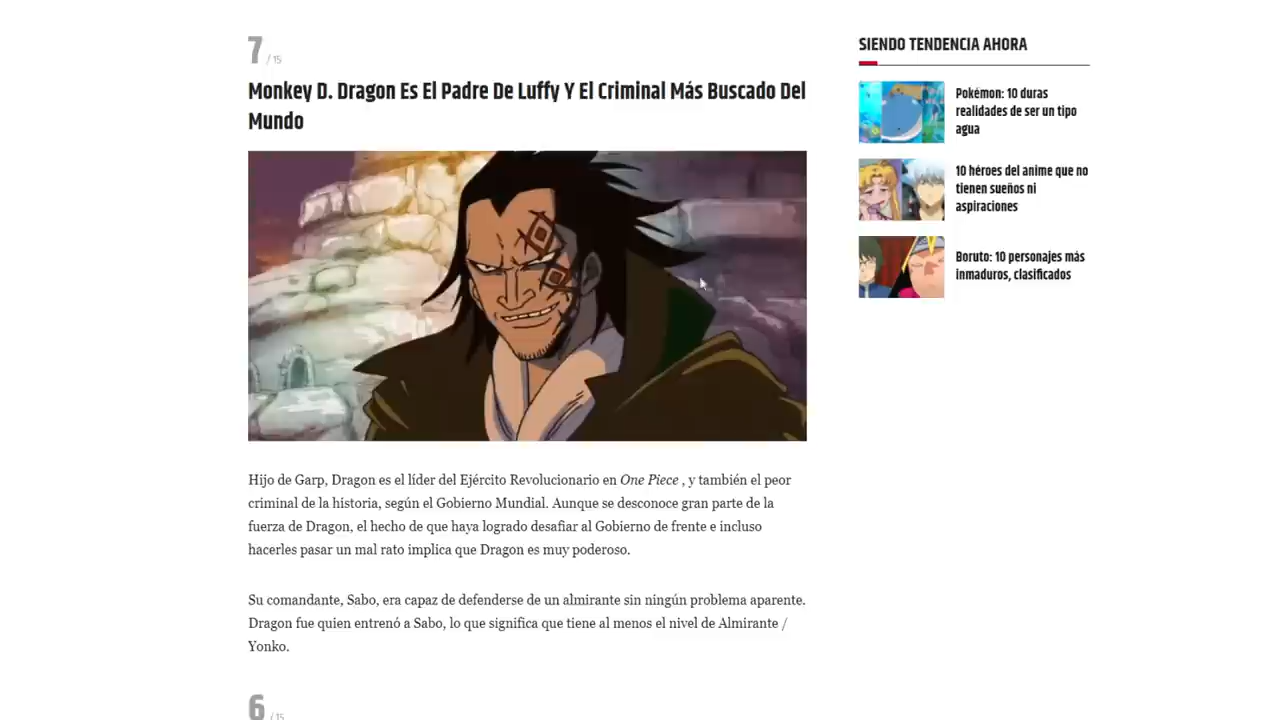 7 / 15
Monkey D. Dragon Es El Padre De Luffy Y El Criminal Más Buscado Del
Mundo
Hijo de Garp, Dragon es el líder del Ejército Revolucionario en One Piece , y también el peor
criminal de la historia, según el Gobierno Mundial. Aunque se desconoce gran parte de la
fuerza de Dragon, el hecho de que haya logrado desafiar al Gobierno de frente e incluso
hacerles pasar un mal rato implica que Dragon es muy poderoso.
Su comandante, Sabo, era capaz de defenderse de un almirante sin ningún problema aparente.
Dragon fue quien entrenó a Sabo, lo que significa que tiene al menos el nivel de Almirante /
Yonko.
6 / 15
SIENDO TENDENCIA AHORA
Pokémon: 10 duras
realidades de ser un tipo
agua
10 héroes del anime que no
tienen sueños ni
aspiraciones
Boruto: 10 personajes más
inmaduros, clasificados